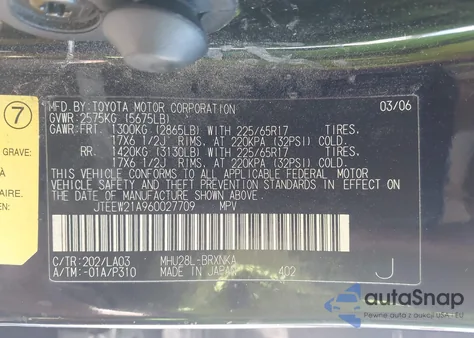 MFD.BY TOYOTA MOTOR CORPORATION 03/06
GVWR 2575KG (5675LB)
GAWR FRT. 1300KG (2865LB) WITH 225/65R17 TIRES,
17X6 1/2J RIMS, AT 220KPA (32PSI) COLD.
RR. 1420KG (3130LB) WITH 225/65R17 TIRES,
17X6 1/2J RIMS, AT 220KPA (32PSI) COLD.
THIS VEHICLE CONFORMS TO ALL APPLICABLE FEDERAL MOTOR
VEHICLE SAFETY BUMPER, AND THEFT PREVENTION STANDARDS IN
EFFECT ON THE DATE OF MANUFACTURE SHOWN ABOVE.
JTEEW21A960027709 MPV
C/TR:202/LA03 MHU28L-BRXNKA
A/TM:-01A/P310 MADE IN JAPAN 402 J
7
GRAVE:
À
AIRE.
autoSnap